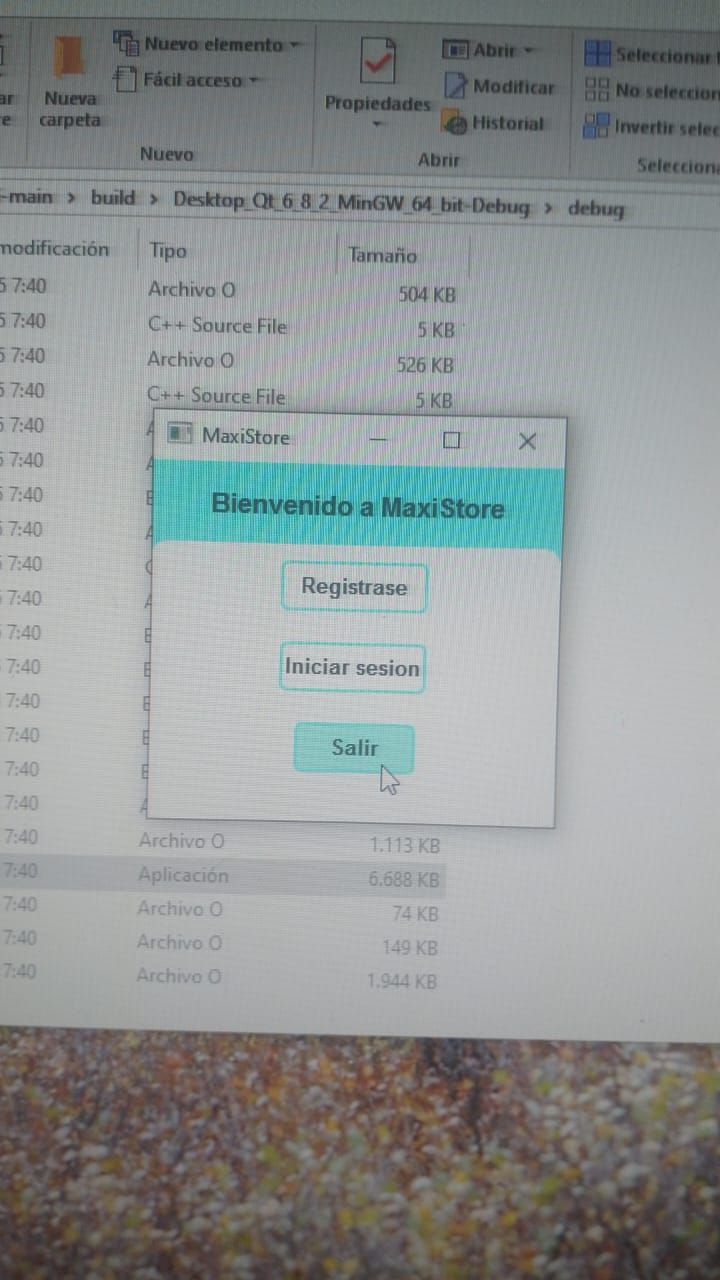 Nuevo elemento
Fácil acceso
Nueva
carpeta
Nuevo
Propiedades
Abrir
Modificar
Historial
Abrir
Seleccionar
No seleccion
Invertir selec
Selecciona
-main > build > Desktop_Qt_6_8_2_MinGW_64_bit-Debug > debug
modificación Tipo Tamaño
5 7:40 Archivo O 504 KB
5 7:40 C++ Source File 5 KB
5 7:40 Archivo O 526 KB
5 7:40 C++ Source File 5 KB
5 7:40
5 7:40
5 7:40
5 7:40
5 7:40
5 7:40
7:40
7:40
7:40
7:40
7:40
7:40
MaxiStore
Bienvenido a MaxiStore
Registrase
Iniciar sesion
Salir
7:40 Archivo O 1.113 KB
7:40 Aplicación 6.688 KB
7:40 Archivo O 74 KB
7:40 Archivo O 149 KB
7:40 Archivo O 1.944 KB